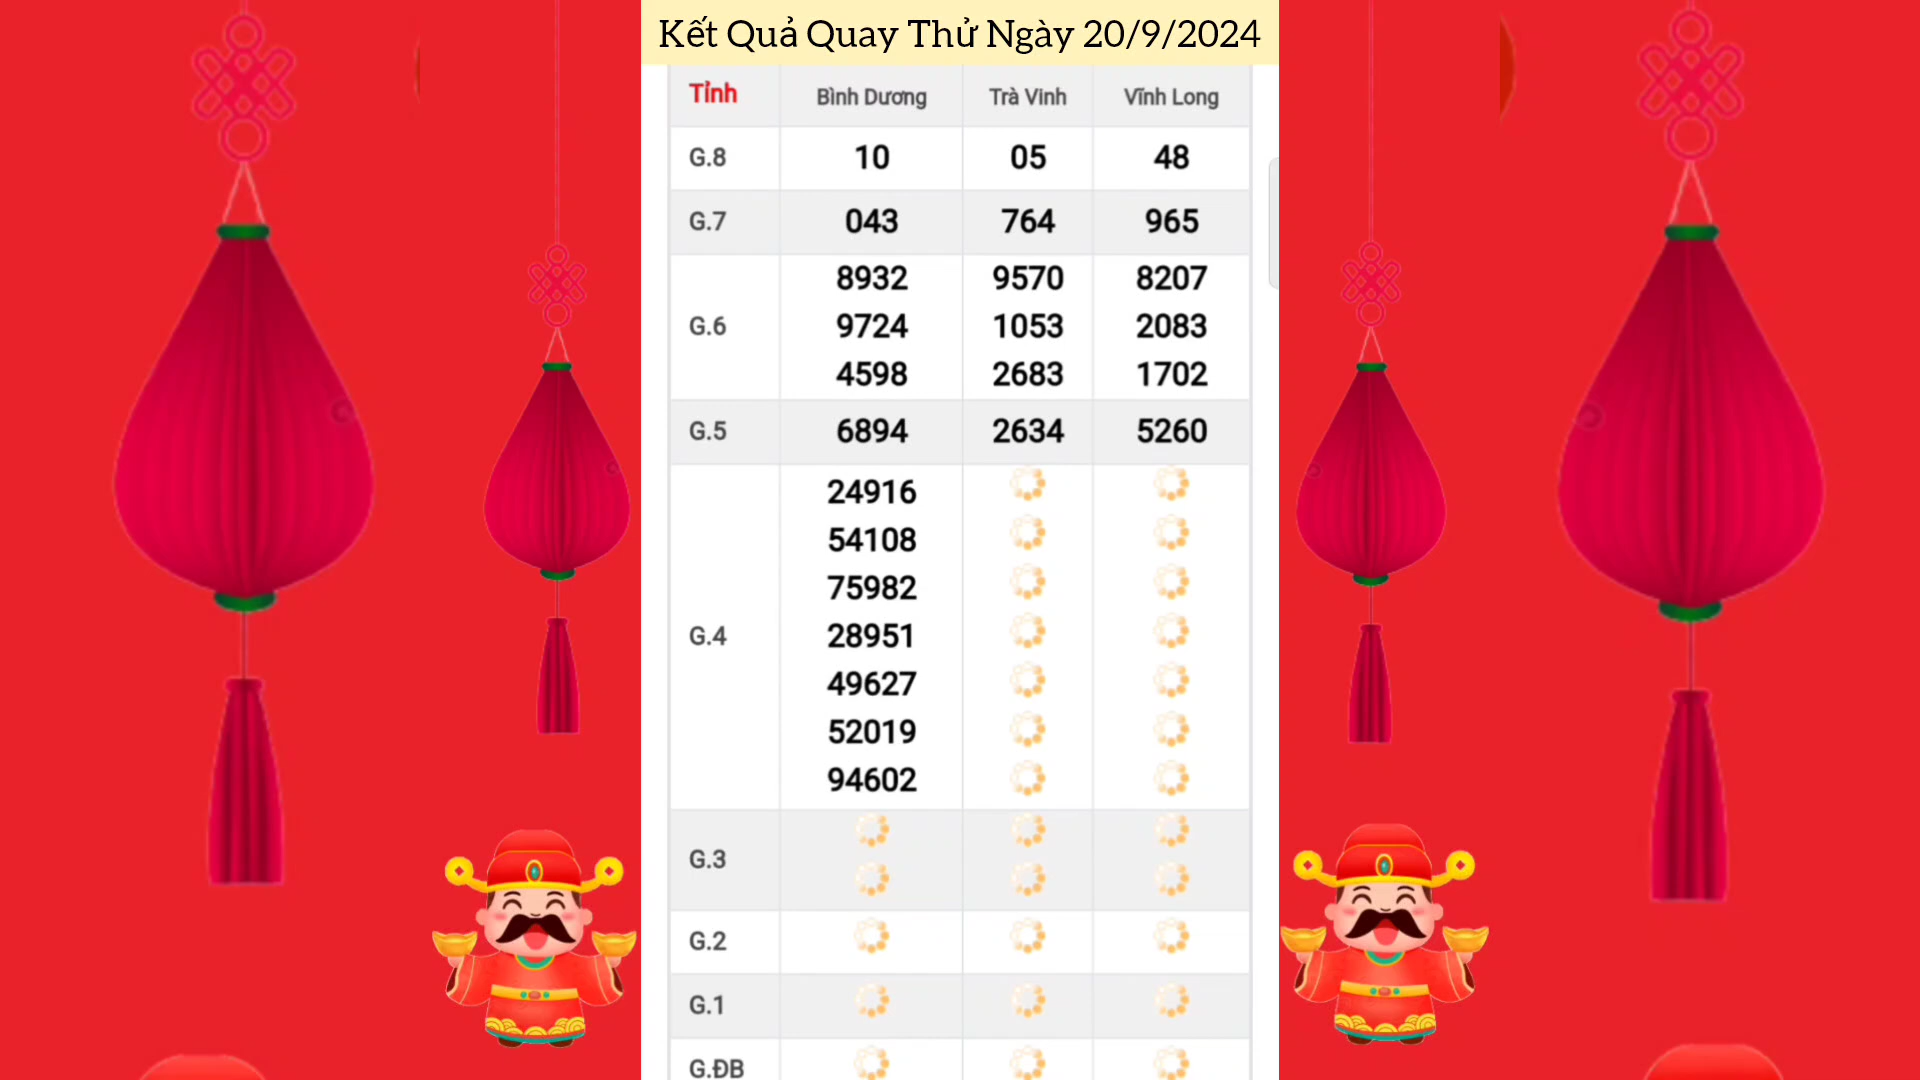 Kết Quả Quay Thử Ngày 20/9/2024
Tỉnh Bình Dương Trà Vinh Vĩnh Long
G.8 10 05 48
G.7 043 764 965
8932 9570 8207
G.6 9724 1053 2083
4598 2683 1702
G.5 6894 2634 5260
24916
54108
75982
G.4 28951
49627
52019
94602
G.3
G.2
G.1
G.ĐB